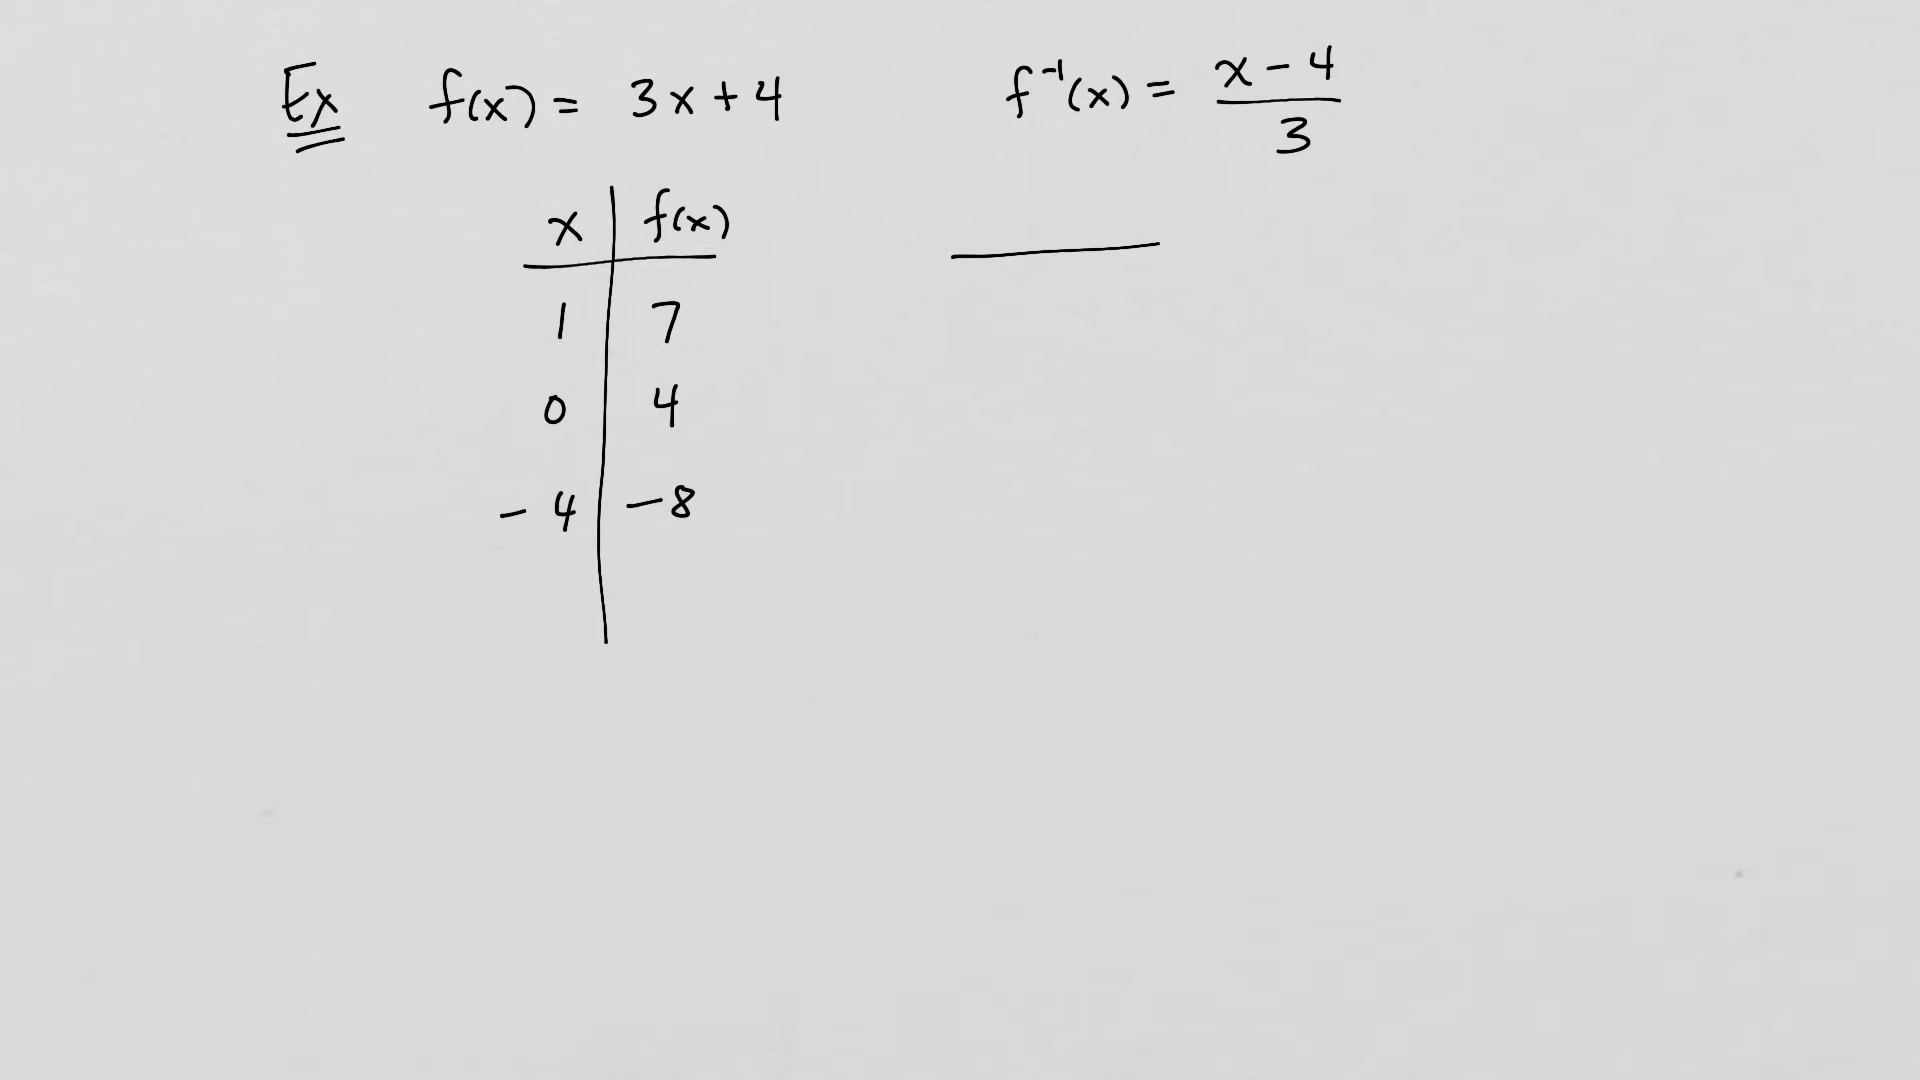 Ex f(x) = 3x + 4 f⁻¹(x) = (x - 4)/3
x f(x)
1 7
0 4
-4 -8